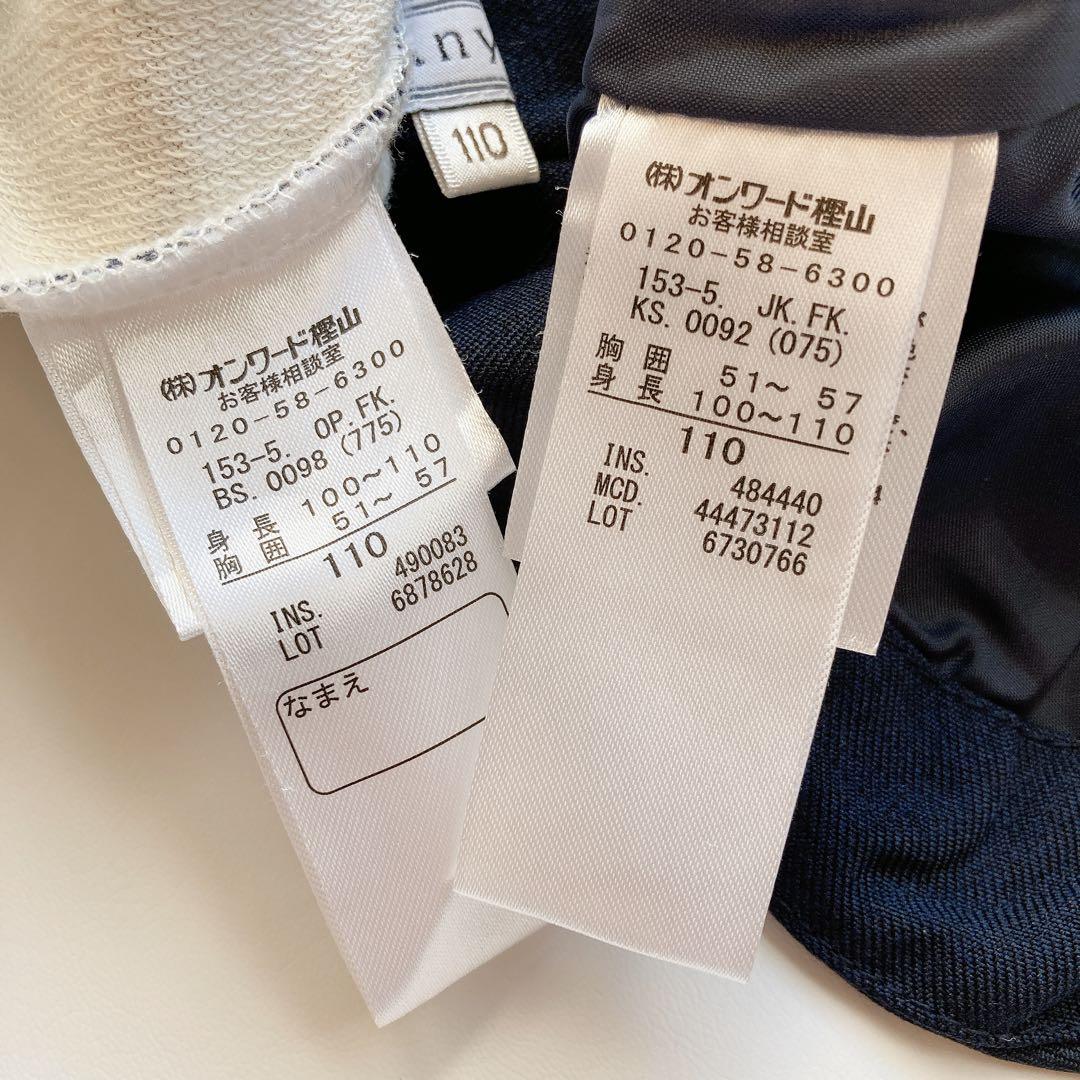 ny
110
(株)オンワード樫山
お客様相談室
0120-58-6300
153-5. OP.FK.
BS. 0098 (775)
身長 100~110
胸囲 51~ 57
110
INS. 490083
LOT 6878628
なまえ
(株)オンワード樫山
お客様相談室
0120-58-6300
153-5. JK.FK.
KS. 0092 (075)
胸囲 51~ 57
身長 100~110
110
INS. 484440
MCD. 44473112
LOT 6730766
4